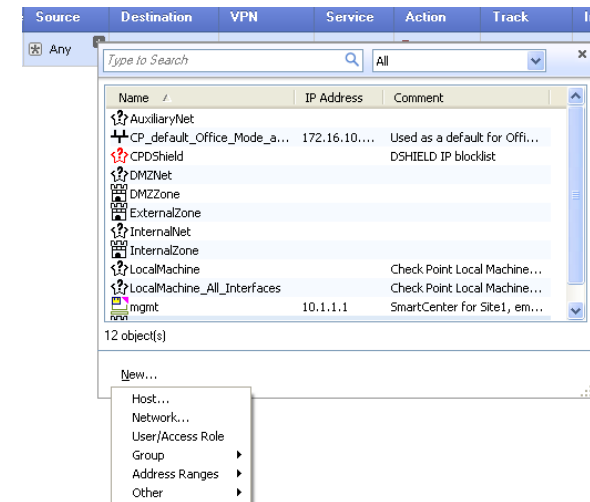 Source Destination VPN Service Action Track
Any
Type to Search All
Name IP Address Comment
AuxiliaryNet
CP_default_Office_Mode_a... 172.16.10.... Used as a default for Offi...
CPDShield DSHIELD IP blocklist
DMZNet
DMZZone
ExternalZone
InternalNet
InternalZone
LocalMachine Check Point Local Machine...
LocalMachine_All_Interfaces Check Point Local Machine...
mgmt 10.1.1.1 SmartCenter for Site1, em...
12 object(s)
New...
Host...
Network...
User/Access Role
Group
Address Ranges
Other